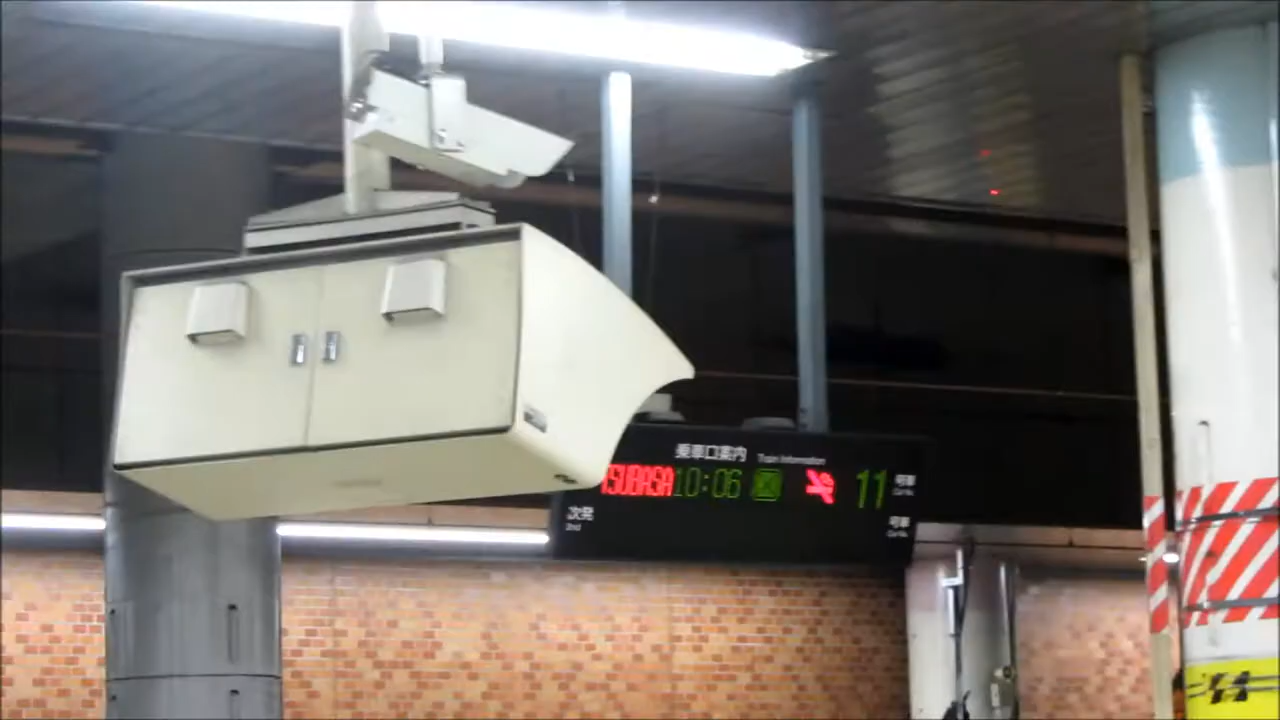 乗車口案内 Train Information
TSUBASA 10:06 11 号車
Car No.
次発
2nd
号車
Car No.